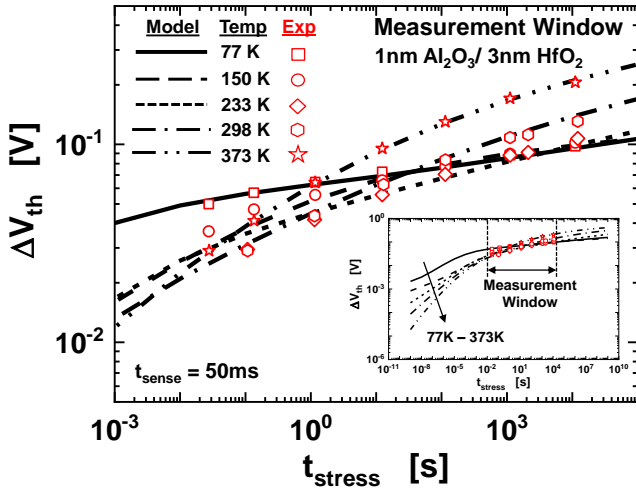 Model Temp Exp
77 K
150 K
233 K
298 K
373 K
Measurement Window
1nm Al₂O₃/ 3nm HfO₂
ΔVth [V]
10⁻¹
10⁻²
tsense = 50ms
10⁻³ 10⁰ 10³ 10⁶
tstress [s]
ΔVth [V]
10⁰
10⁻³
10⁻⁶
Measurement
Window
77K – 373K
10⁻¹¹ 10⁻⁸ 10⁻⁵ 10⁻² 10¹ 10⁴ 10⁷ 10¹⁰
tstress [s]